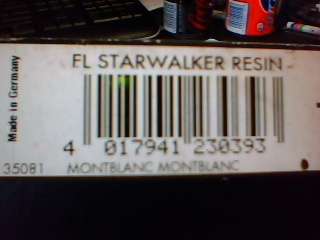 Made in Germany
FL STARWALKER RESIN
4 017941 230393
35081 MONTBLANC MONTBLANC